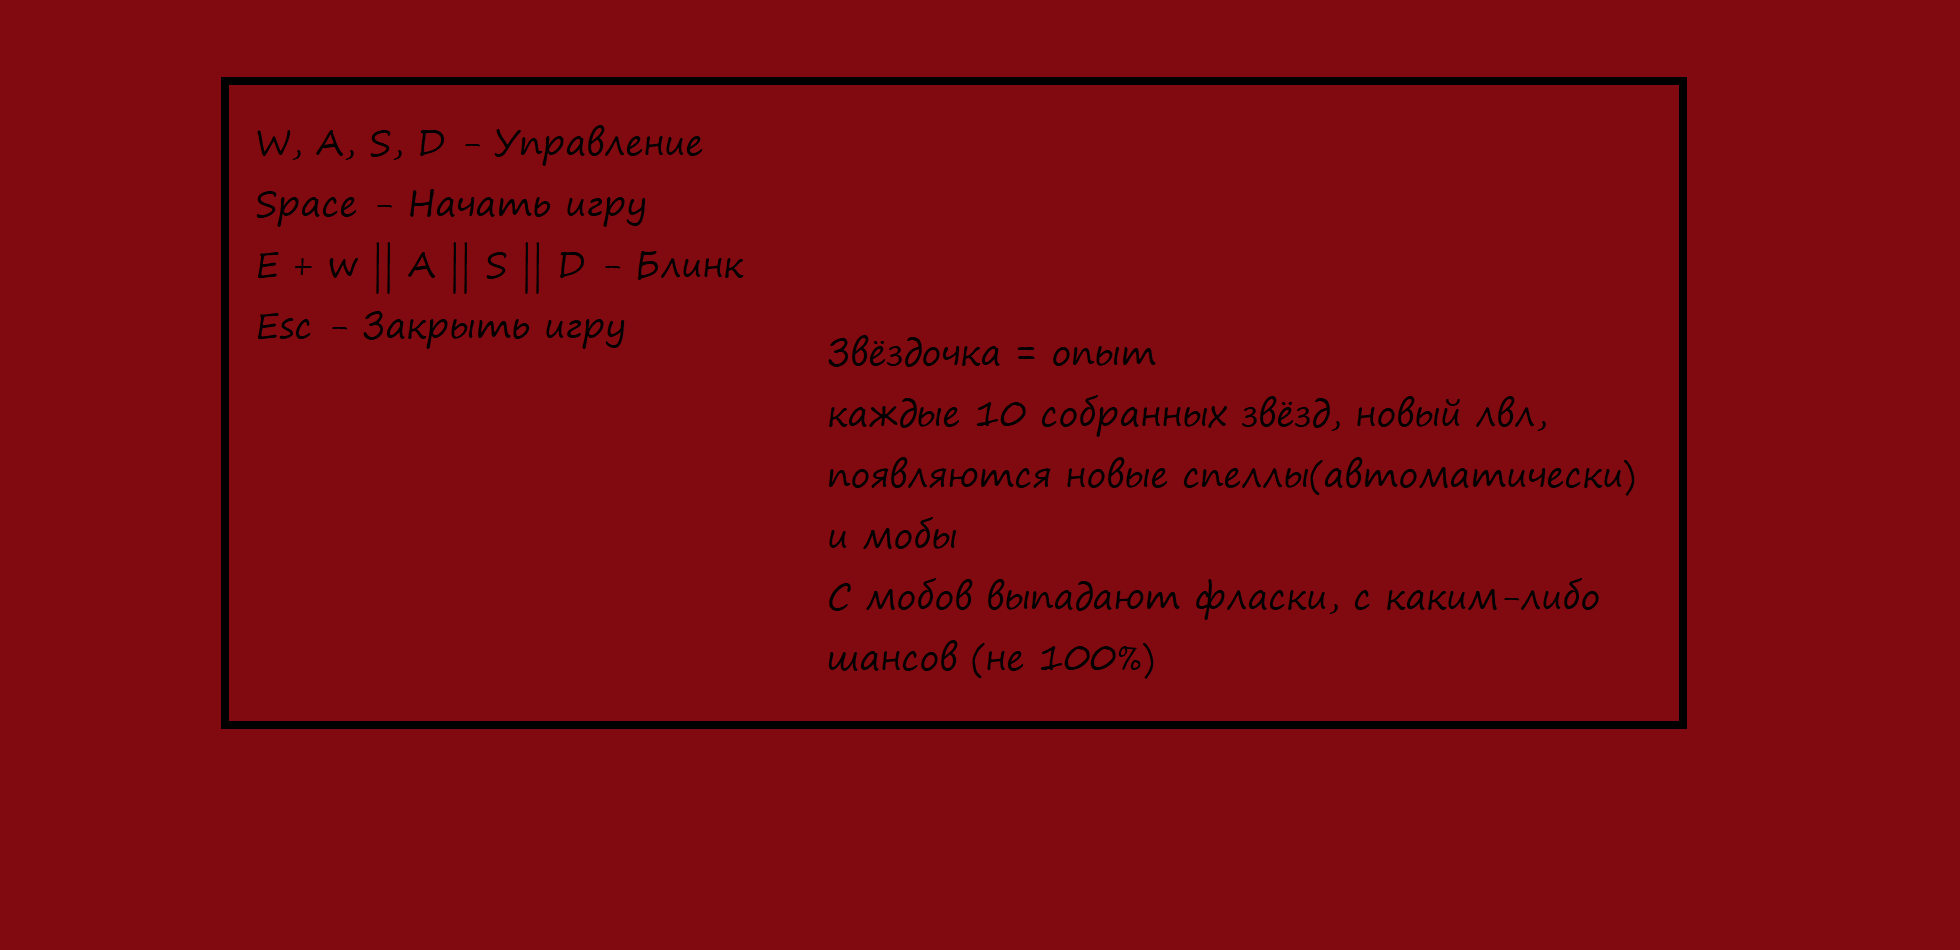 W, A, S, D - Управление
Space - Начать игру
E + w || A || S || D - Блинк
Esc - Закрыть игру
Звёздочка = опыт
каждые 10 собранных звёзд, новый лвл,
появляются новые спеллы(автоматически)
и мобы
С мобов выпадают фласки, с каким-либо
шансов (не 100%)